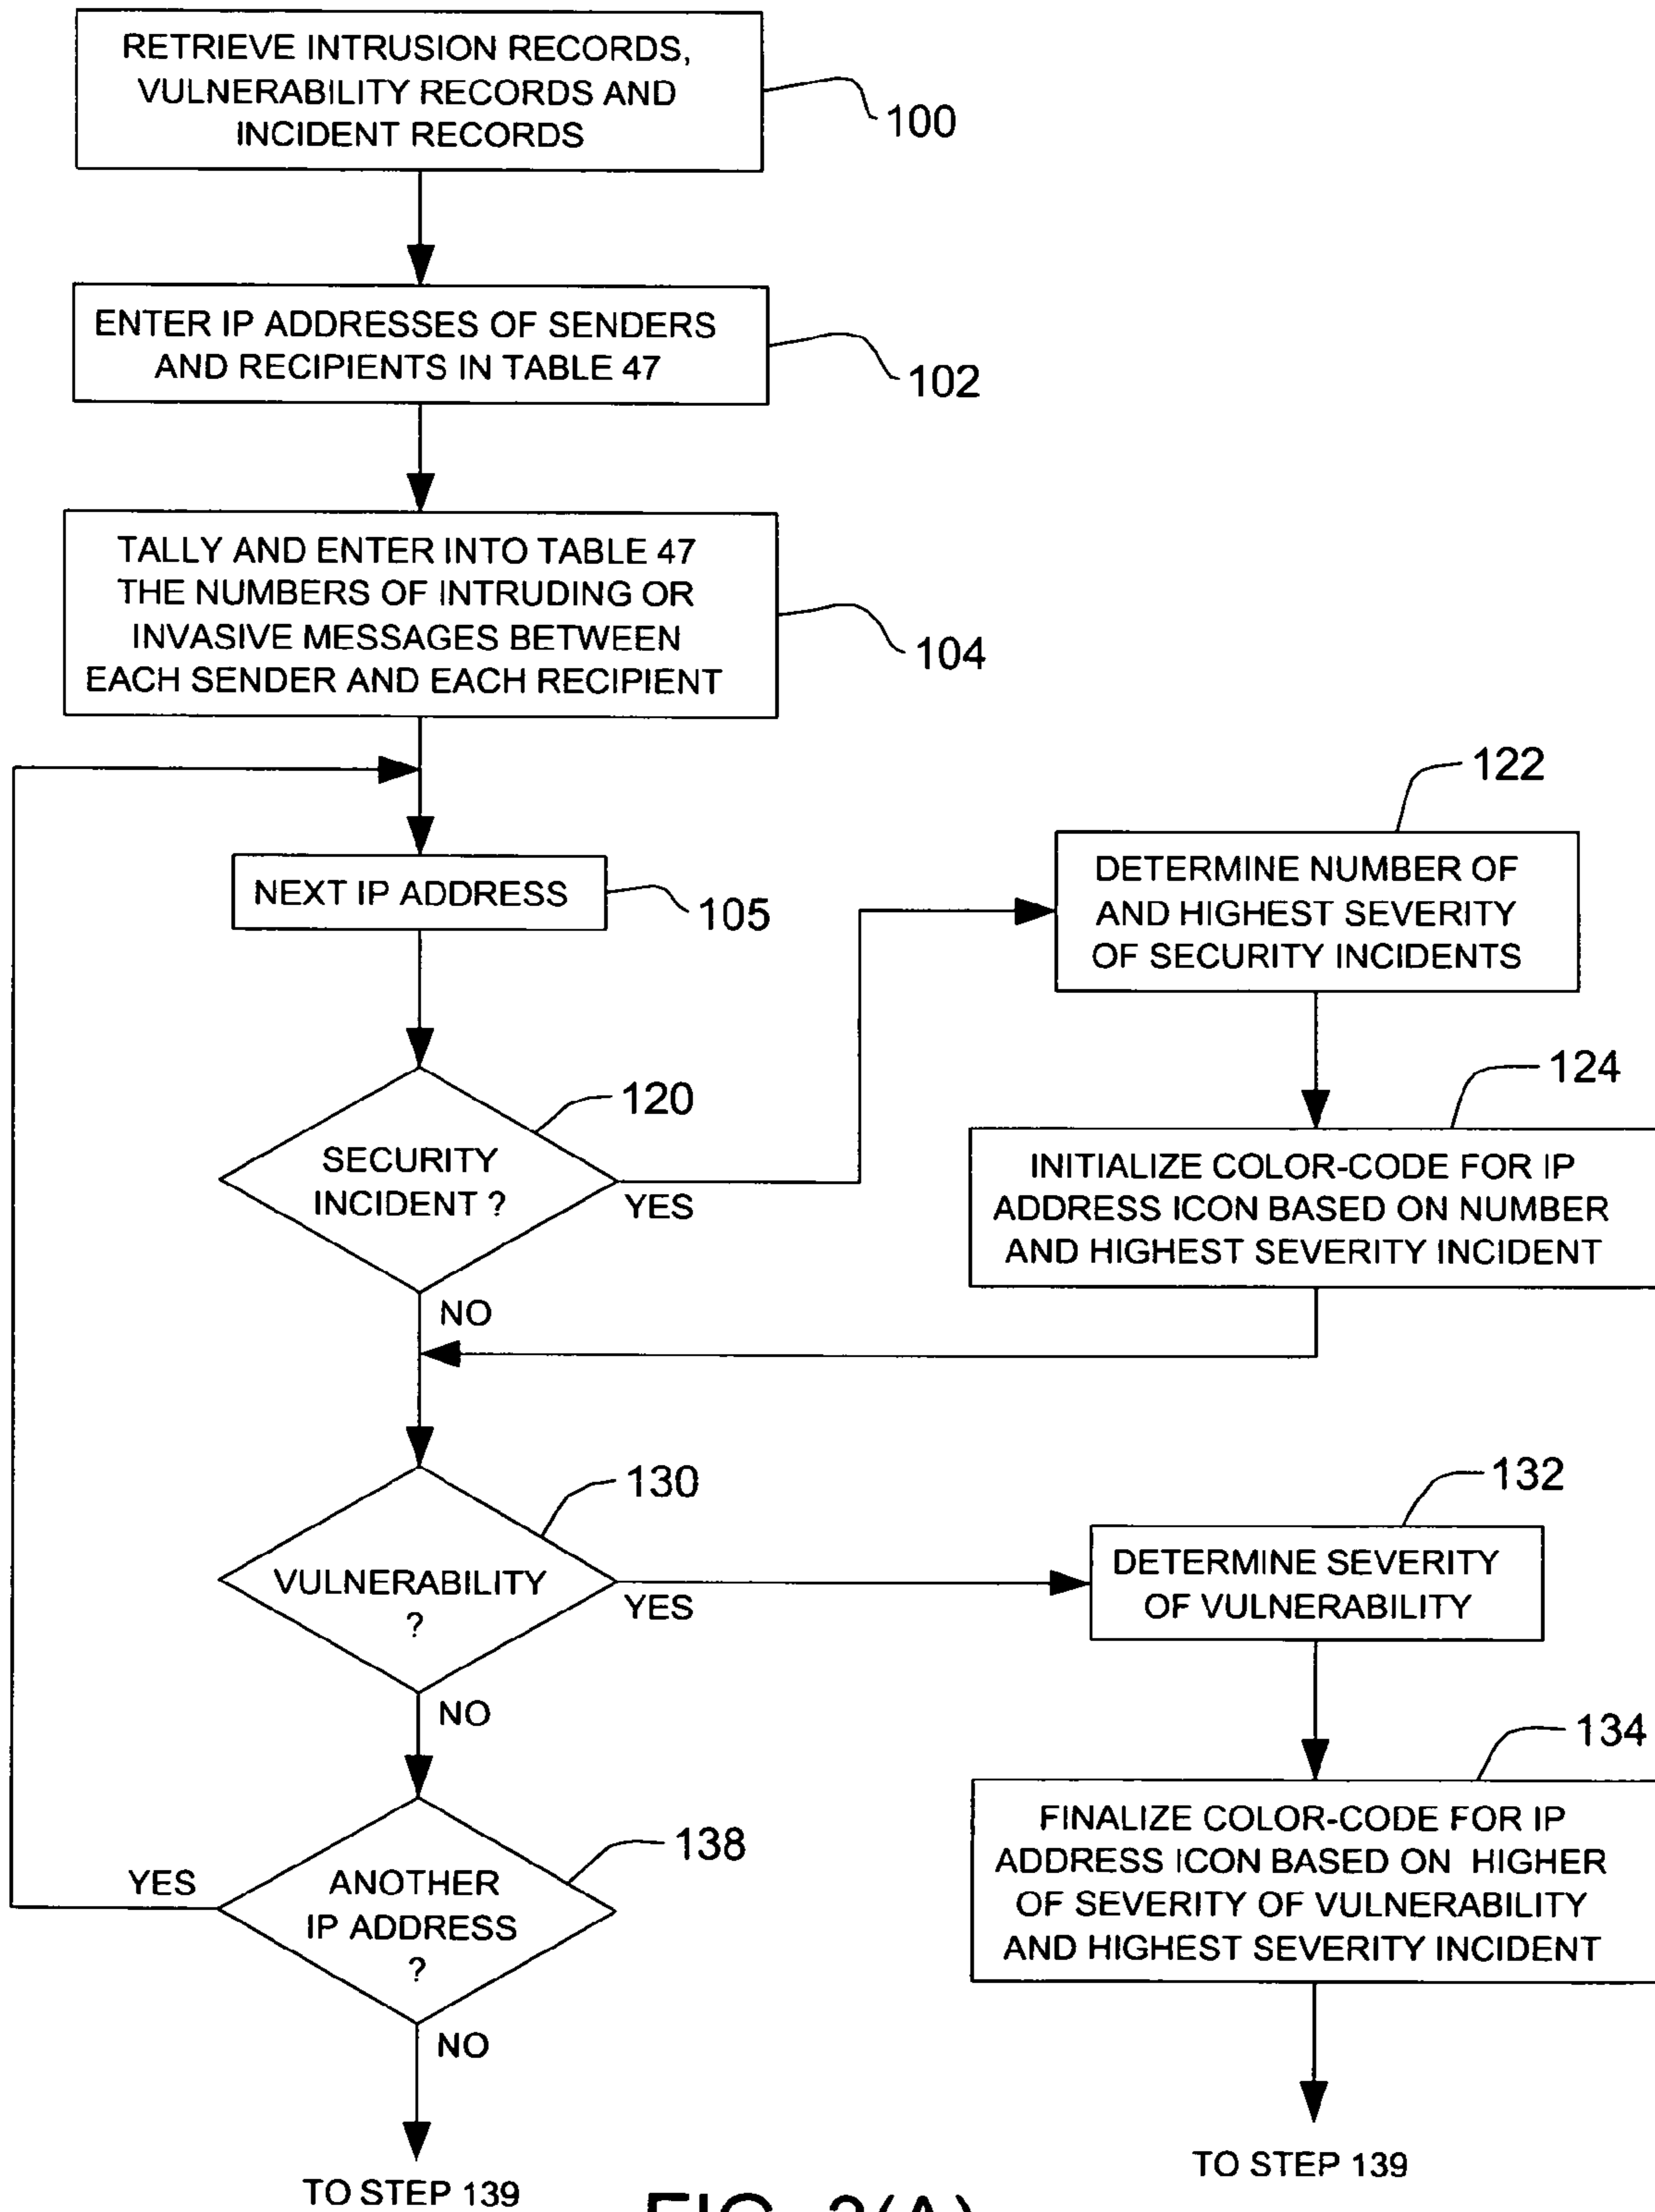 RETRIEVE INTRUSION RECORDS,
VULNERABILITY RECORDS AND
INCIDENT RECORDS
100
ENTER IP ADDRESSES OF SENDERS
AND RECIPIENTS IN TABLE 47
102
TALLY AND ENTER INTO TABLE 47
THE NUMBERS OF INTRUDING OR
INVASIVE MESSAGES BETWEEN
EACH SENDER AND EACH RECIPIENT
104
NEXT IP ADDRESS
105
122
DETERMINE NUMBER OF
AND HIGHEST SEVERITY
OF SECURITY INCIDENTS
120
SECURITY
INCIDENT ?
YES
NO
124
INITIALIZE COLOR-CODE FOR IP
ADDRESS ICON BASED ON NUMBER
AND HIGHEST SEVERITY INCIDENT
130
VULNERABILITY
?
YES
NO
132
DETERMINE SEVERITY
OF VULNERABILITY
134
FINALIZE COLOR-CODE FOR IP
ADDRESS ICON BASED ON HIGHER
OF SEVERITY OF VULNERABILITY
AND HIGHEST SEVERITY INCIDENT
138
YES
ANOTHER
IP ADDRESS
?
NO
TO STEP 139
TO STEP 139